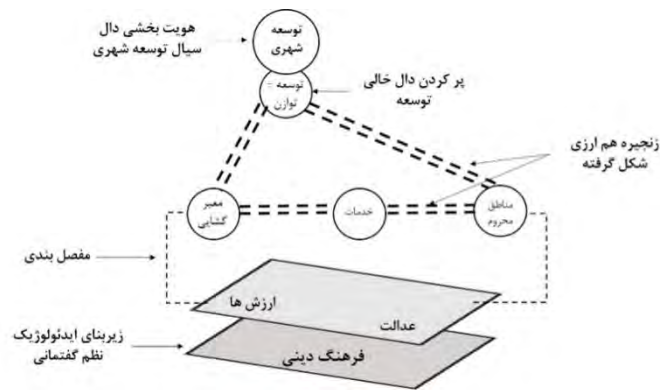 هویت بخشی دال
سیال توسعه شهری
توسعه
شهری
توسعه =
توازن
پر کردن دال خالی
توسعه
زنجیره هم ارزی
شکل گرفته
معبر
گشایی
خدمات
مناطق
محروم
مفصل بندی
ارزش ها
عدالت
زیربنای ایدئولوژیک
نظم گفتمانی
فرهنگ دینی